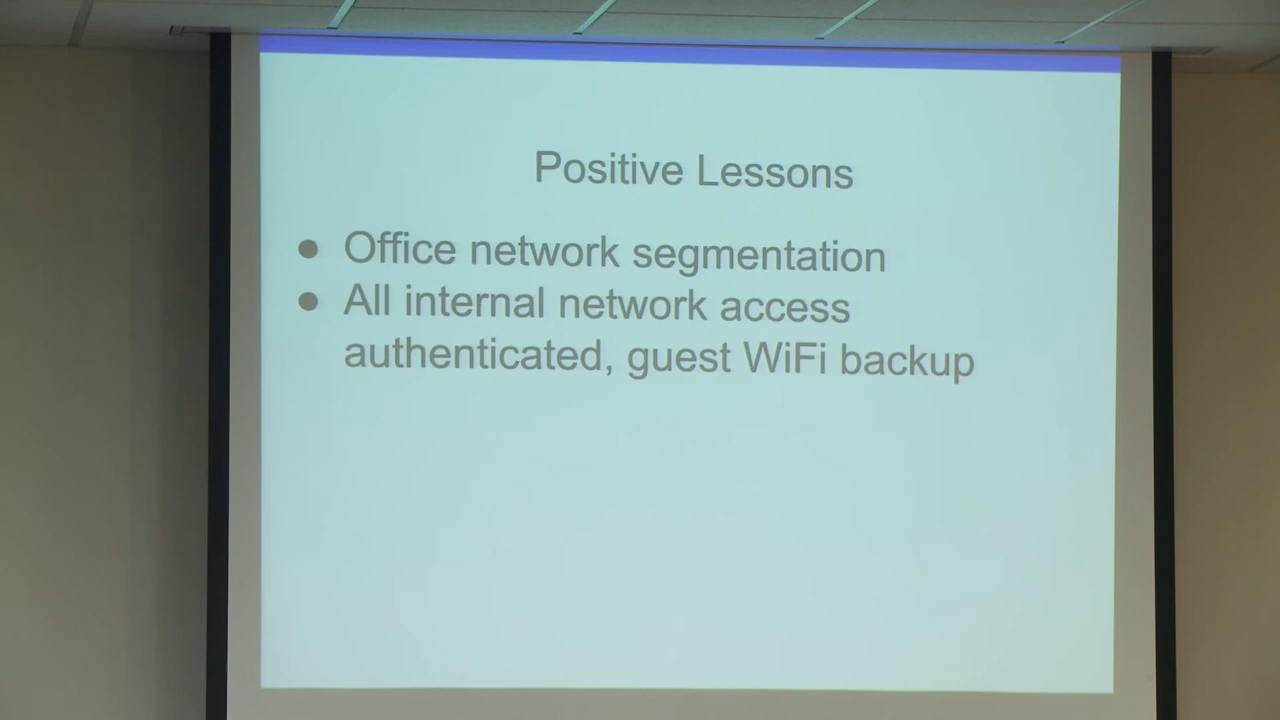 Positive Lessons
● Office network segmentation
● All internal network access
authenticated, guest WiFi backup